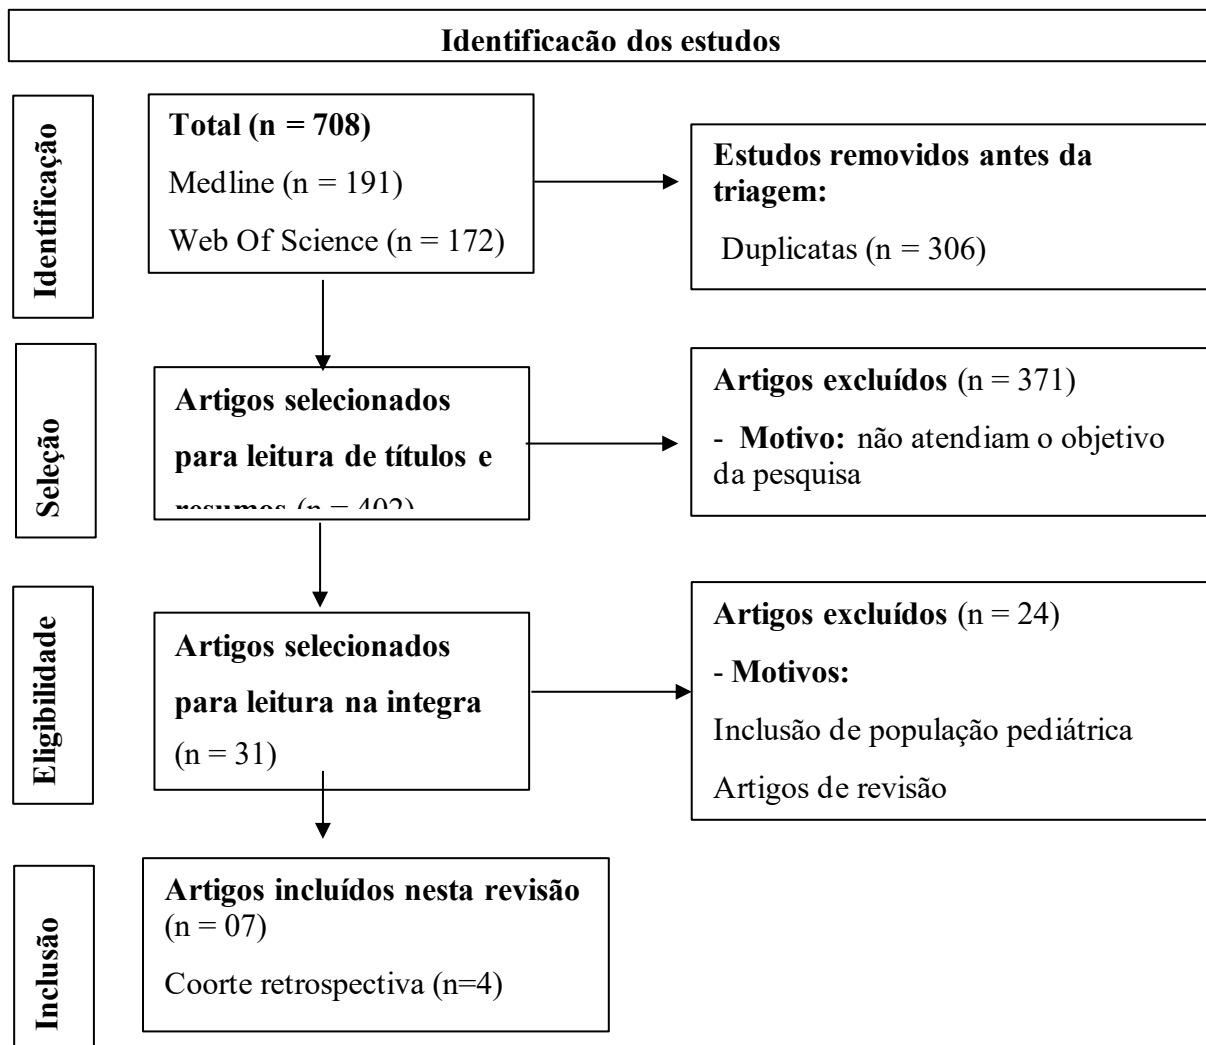 Identificacão dos estudos
Identificação
Total (n = 708)
Medline (n = 191)
Web Of Science (n = 172)
Estudos removidos antes da
triagem:
Duplicatas (n = 306)
Seleção
Artigos selecionados
para leitura de títulos e
resumos (n = 402)
Artigos excluídos (n = 371)
- Motivo: não atendiam o objetivo
da pesquisa
Eligibilidade
Artigos selecionados
para leitura na integra
(n = 31)
Artigos excluídos (n = 24)
- Motivos:
Inclusão de população pediátrica
Artigos de revisão
Inclusão
Artigos incluídos nesta revisão
(n = 07)
Coorte retrospectiva (n=4)